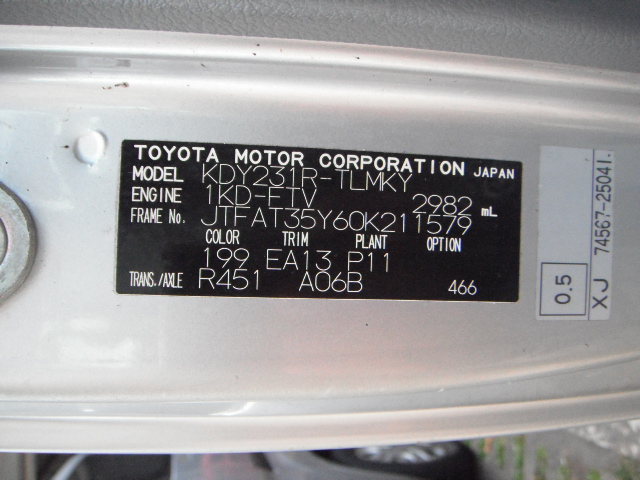 TOYOTA MOTOR CORPORATION JAPAN
MODEL KDY231R-TLMKY
ENGINE 1KD-FTV 2982 mL
FRAME No. JTFAT35Y60K211579
COLOR TRIM PLANT OPTION
199 EA13 P11
TRANS./AXLE R451 A06B 466
74567-25041.
0.5 XJ